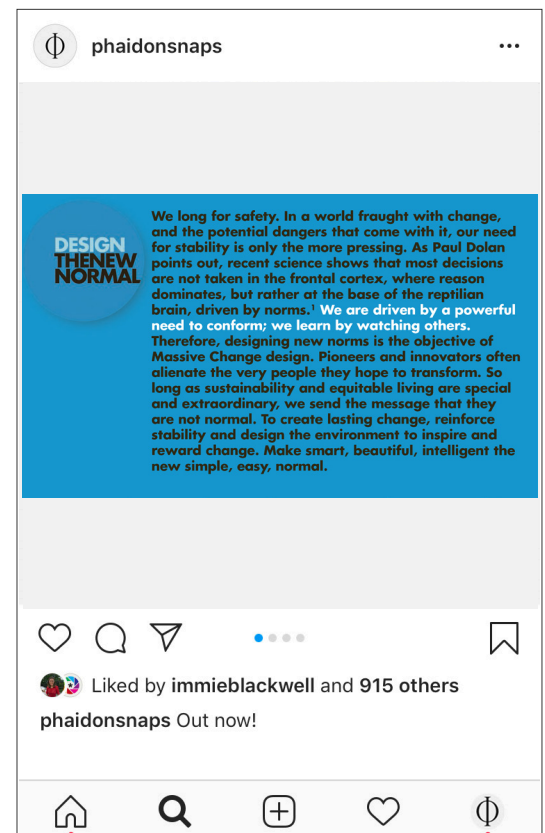 phaidonsnaps
DESIGN
THENEW
NORMAL
We long for safety. In a world fraught with change,
and the potential dangers that come with it, our need
for stability is only the more pressing. As Paul Dolan
points out, recent science shows that most decisions
are not taken in the frontal cortex, where reason
dominates, but rather at the base of the reptilian
brain, driven by norms.¹ We are driven by a powerful
need to conform; we learn by watching others.
Therefore, designing new norms is the objective of
Massive Change design. Pioneers and innovators often
alienate the very people they hope to transform. So
long as sustainability and equitable living are special
and extraordinary, we send the message that they
are not normal. To create lasting change, reinforce
stability and design the environment to inspire and
reward change. Make smart, beautiful, intelligent the
new simple, easy, normal.
Liked by immieblackwell and 915 others
phaidonsnaps Out now!